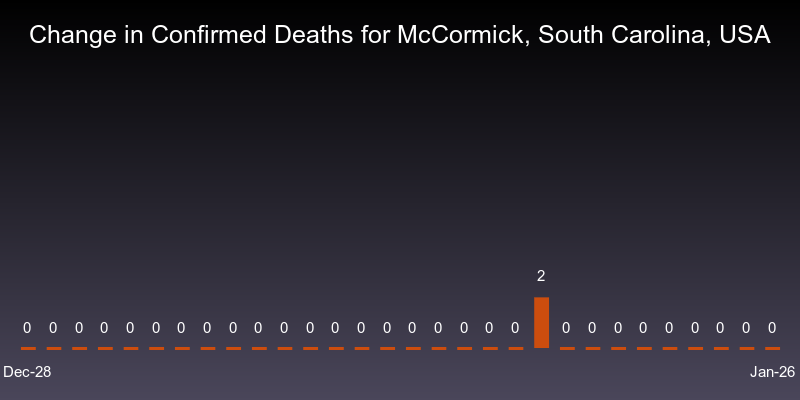 Change in Confirmed Deaths for McCormick, South Carolina, USA
2
0 0 0 0 0 0 0 0 0 0 0 0 0 0 0 0 0 0 0 0 0 0 0 0 0 0 0 0 0
Dec-28 Jan-26